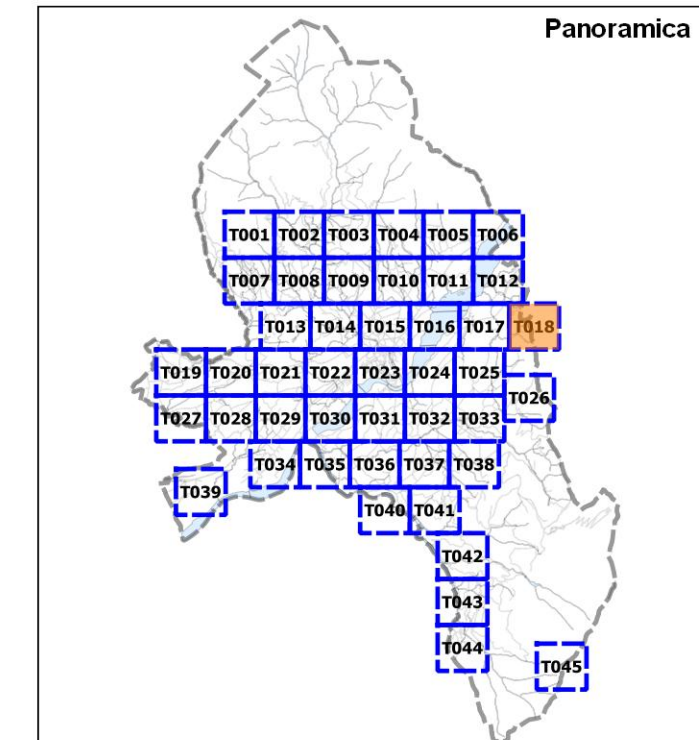 Panoramica
T001 T002 T003 T004 T005 T006
T007 T008 T009 T010 T011 T012
T013 T014 T015 T016 T017 T018
T019 T020 T021 T022 T023 T024 T025
T026
T027 T028 T029 T030 T031 T032 T033
T034 T035 T036 T037 T038
T039
T040 T041
T042
T043
T044
T045